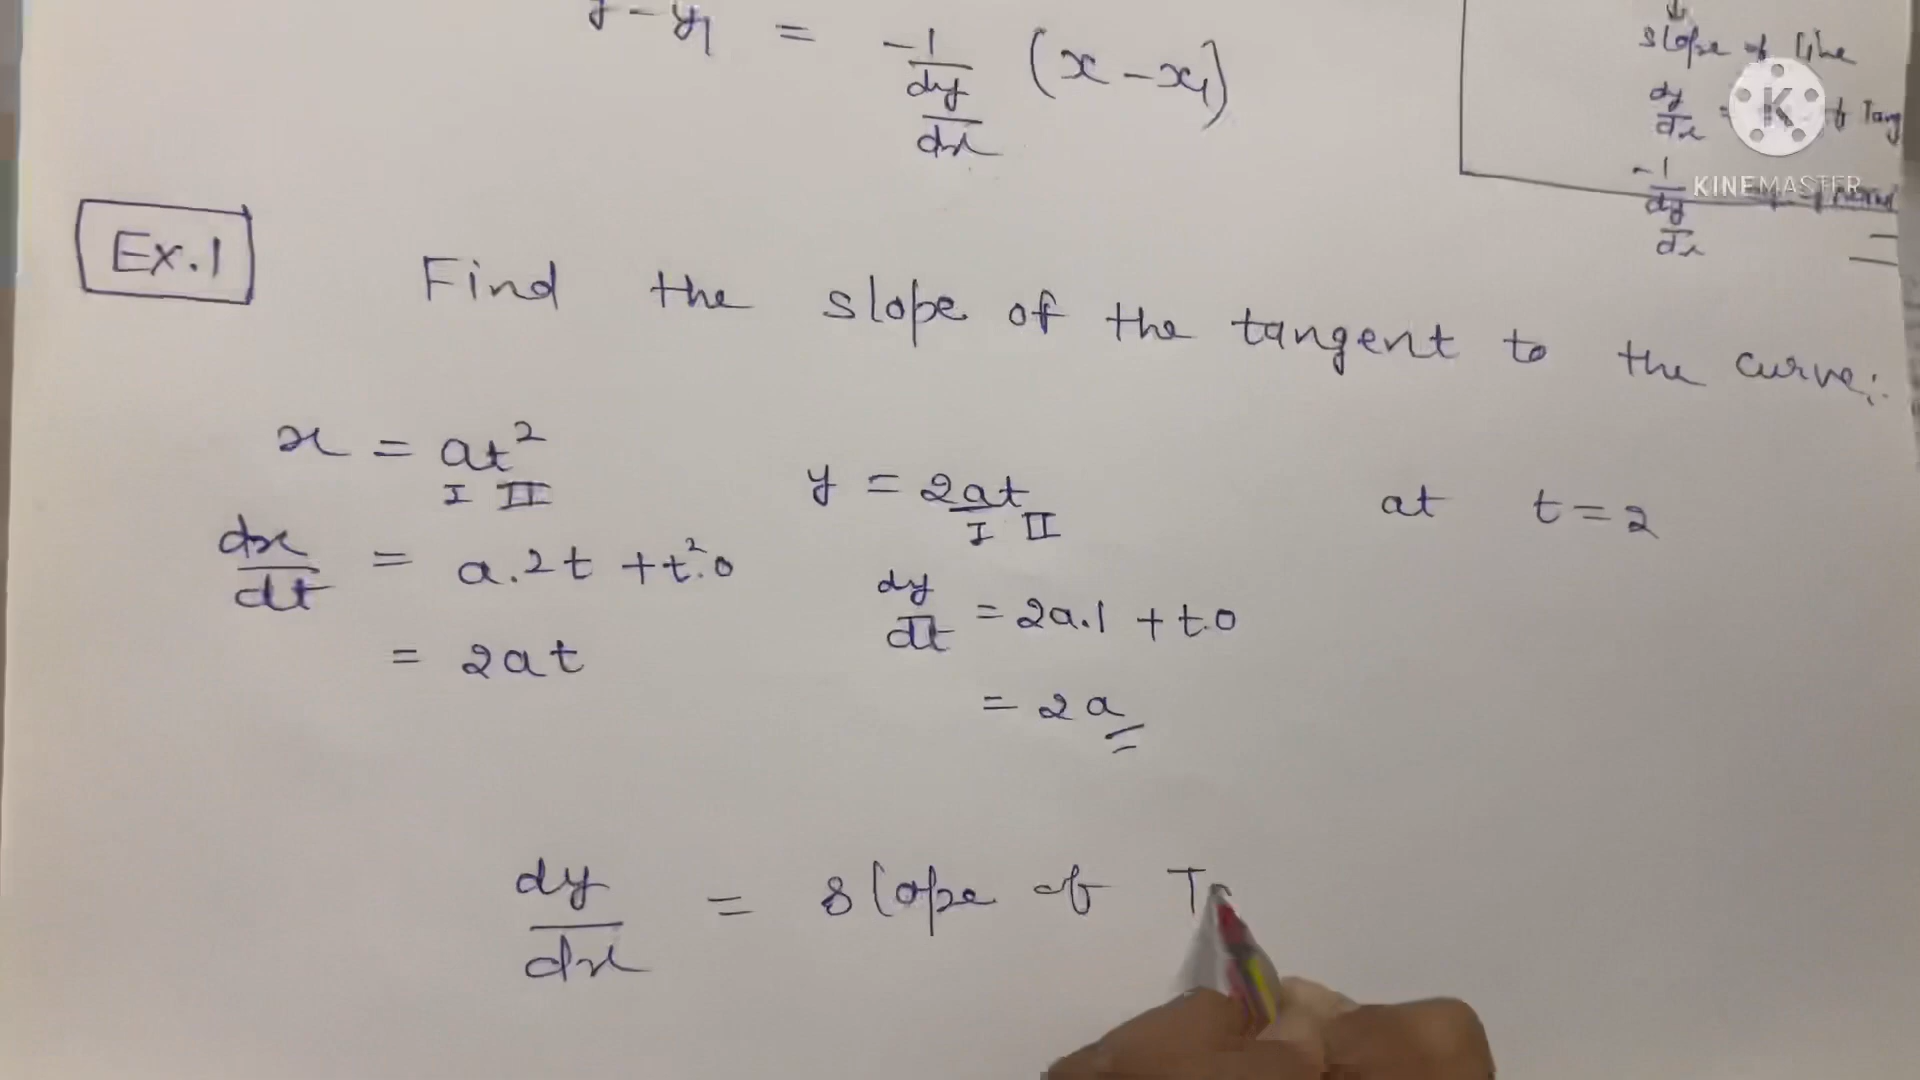 y - y₁ = -1/(dy/dx) (x - x₁)
slope of line
dy/dx = of Tang
-1/(dy/dx)
KINEMASTER
Ex.1
Find the slope of the tangent to the curve:
x = at² y = 2at at t=2
I II I II
dx/dt = a.2t + t².0 dy/dt = 2a.1 + t.0
= 2at = 2a
dy/dx = slope of T